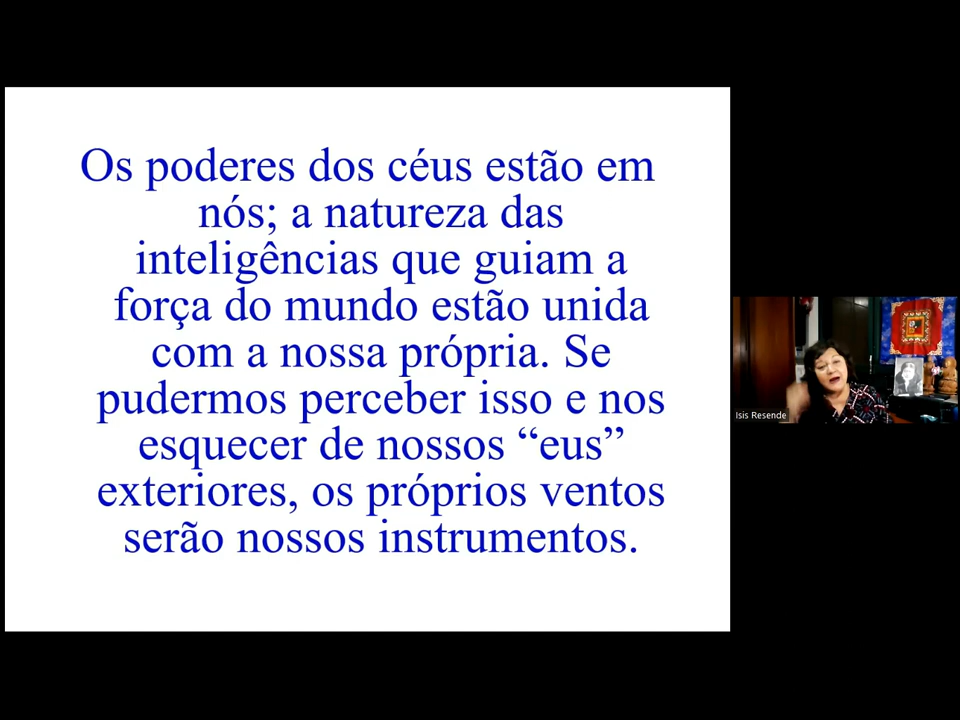 Os poderes dos céus estão em
nós; a natureza das
inteligências que guiam a
força do mundo estão unida
com a nossa própria. Se
pudermos perceber isso e nos
esquecer de nossos “eus”
exteriores, os próprios ventos
serão nossos instrumentos.
Isis Resende